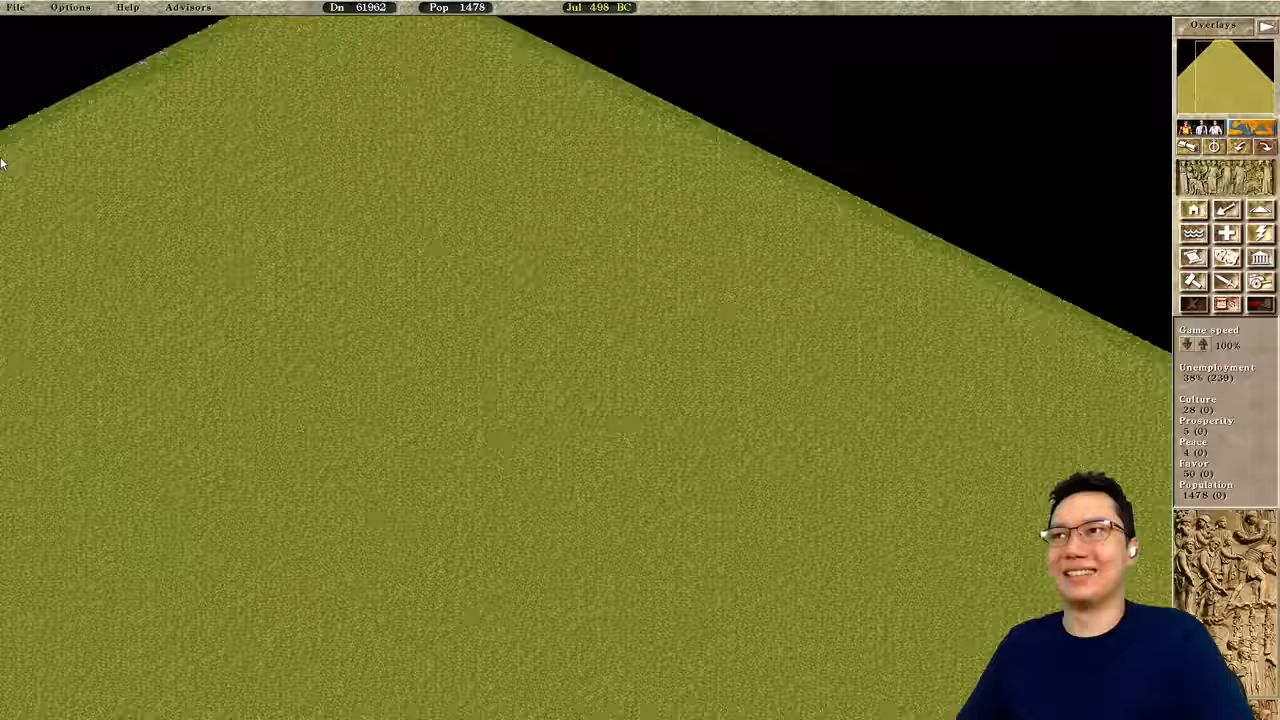 File Options Help Advisors Dn 61962 Pop 1478 Jul 498 BC
Overlays
Game speed
100%
Unemployment
38% (239)
Culture
28 (0)
Prosperity
5 (0)
Peace
4 (0)
Favor
50 (0)
Population
1478 (0)